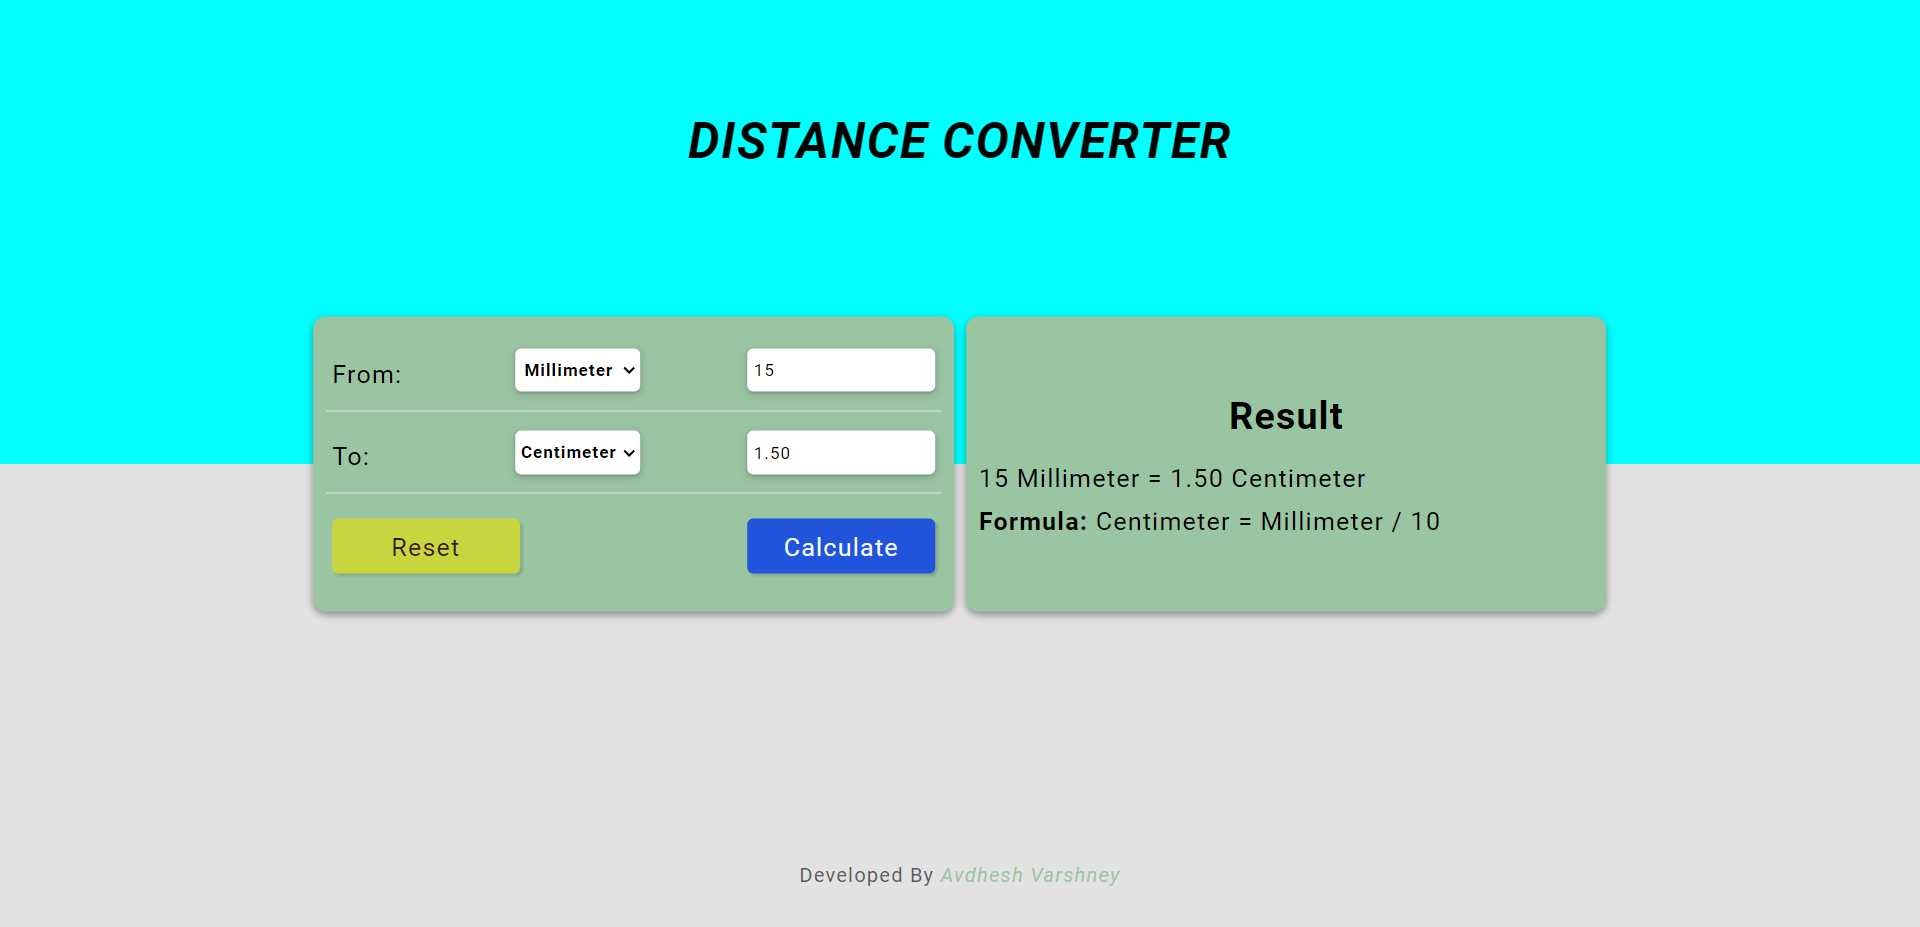 DISTANCE CONVERTER
From: Millimeter 15
To: Centimeter 1.50
Reset Calculate
Result
15 Millimeter = 1.50 Centimeter
Formula: Centimeter = Millimeter / 10
Developed By Avdhesh Varshney